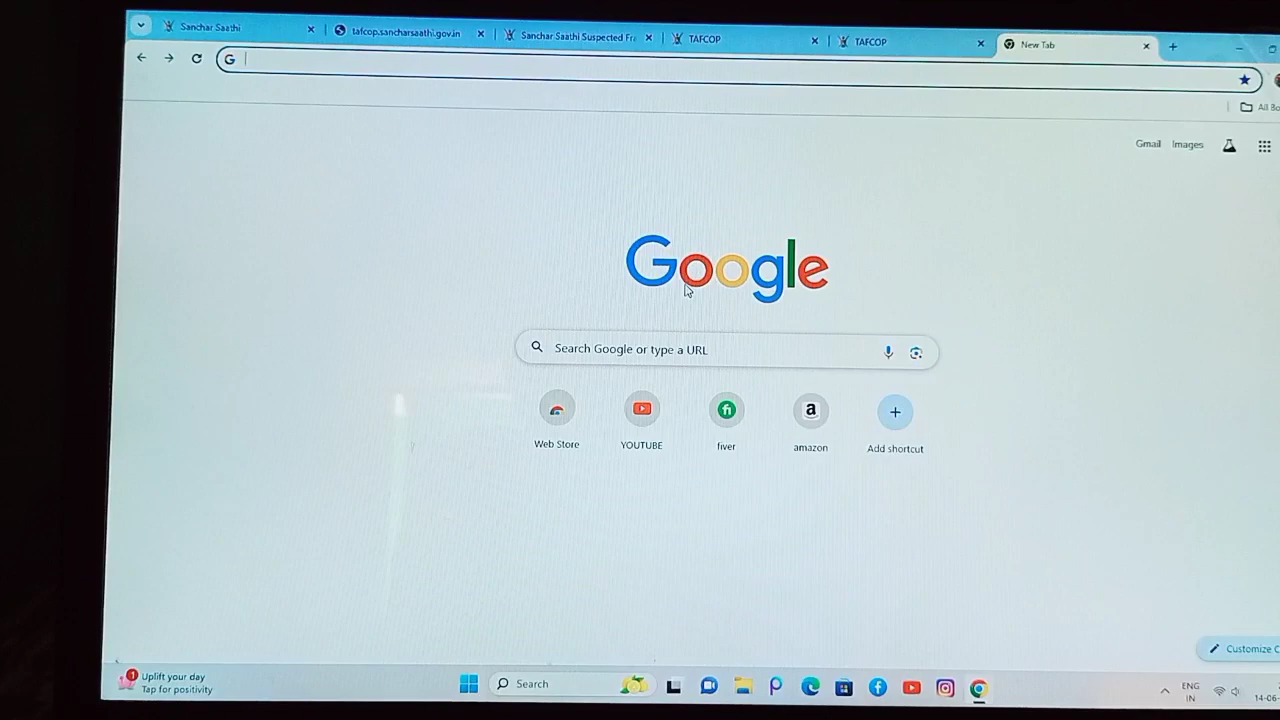 Sanchar Saathi
tafcop.sancharsaathi.gov.in
Sanchar Saathi Suspected Fra
TAFCOP
TAFCOP
New Tab
G
All Bo
Gmail
Images
Google
Search Google or type a URL
Web Store
YOUTUBE
fiver
amazon
Add shortcut
Customize C
1
Uplift your day
Tap for positivity
Search
ENG
IN
14-06-